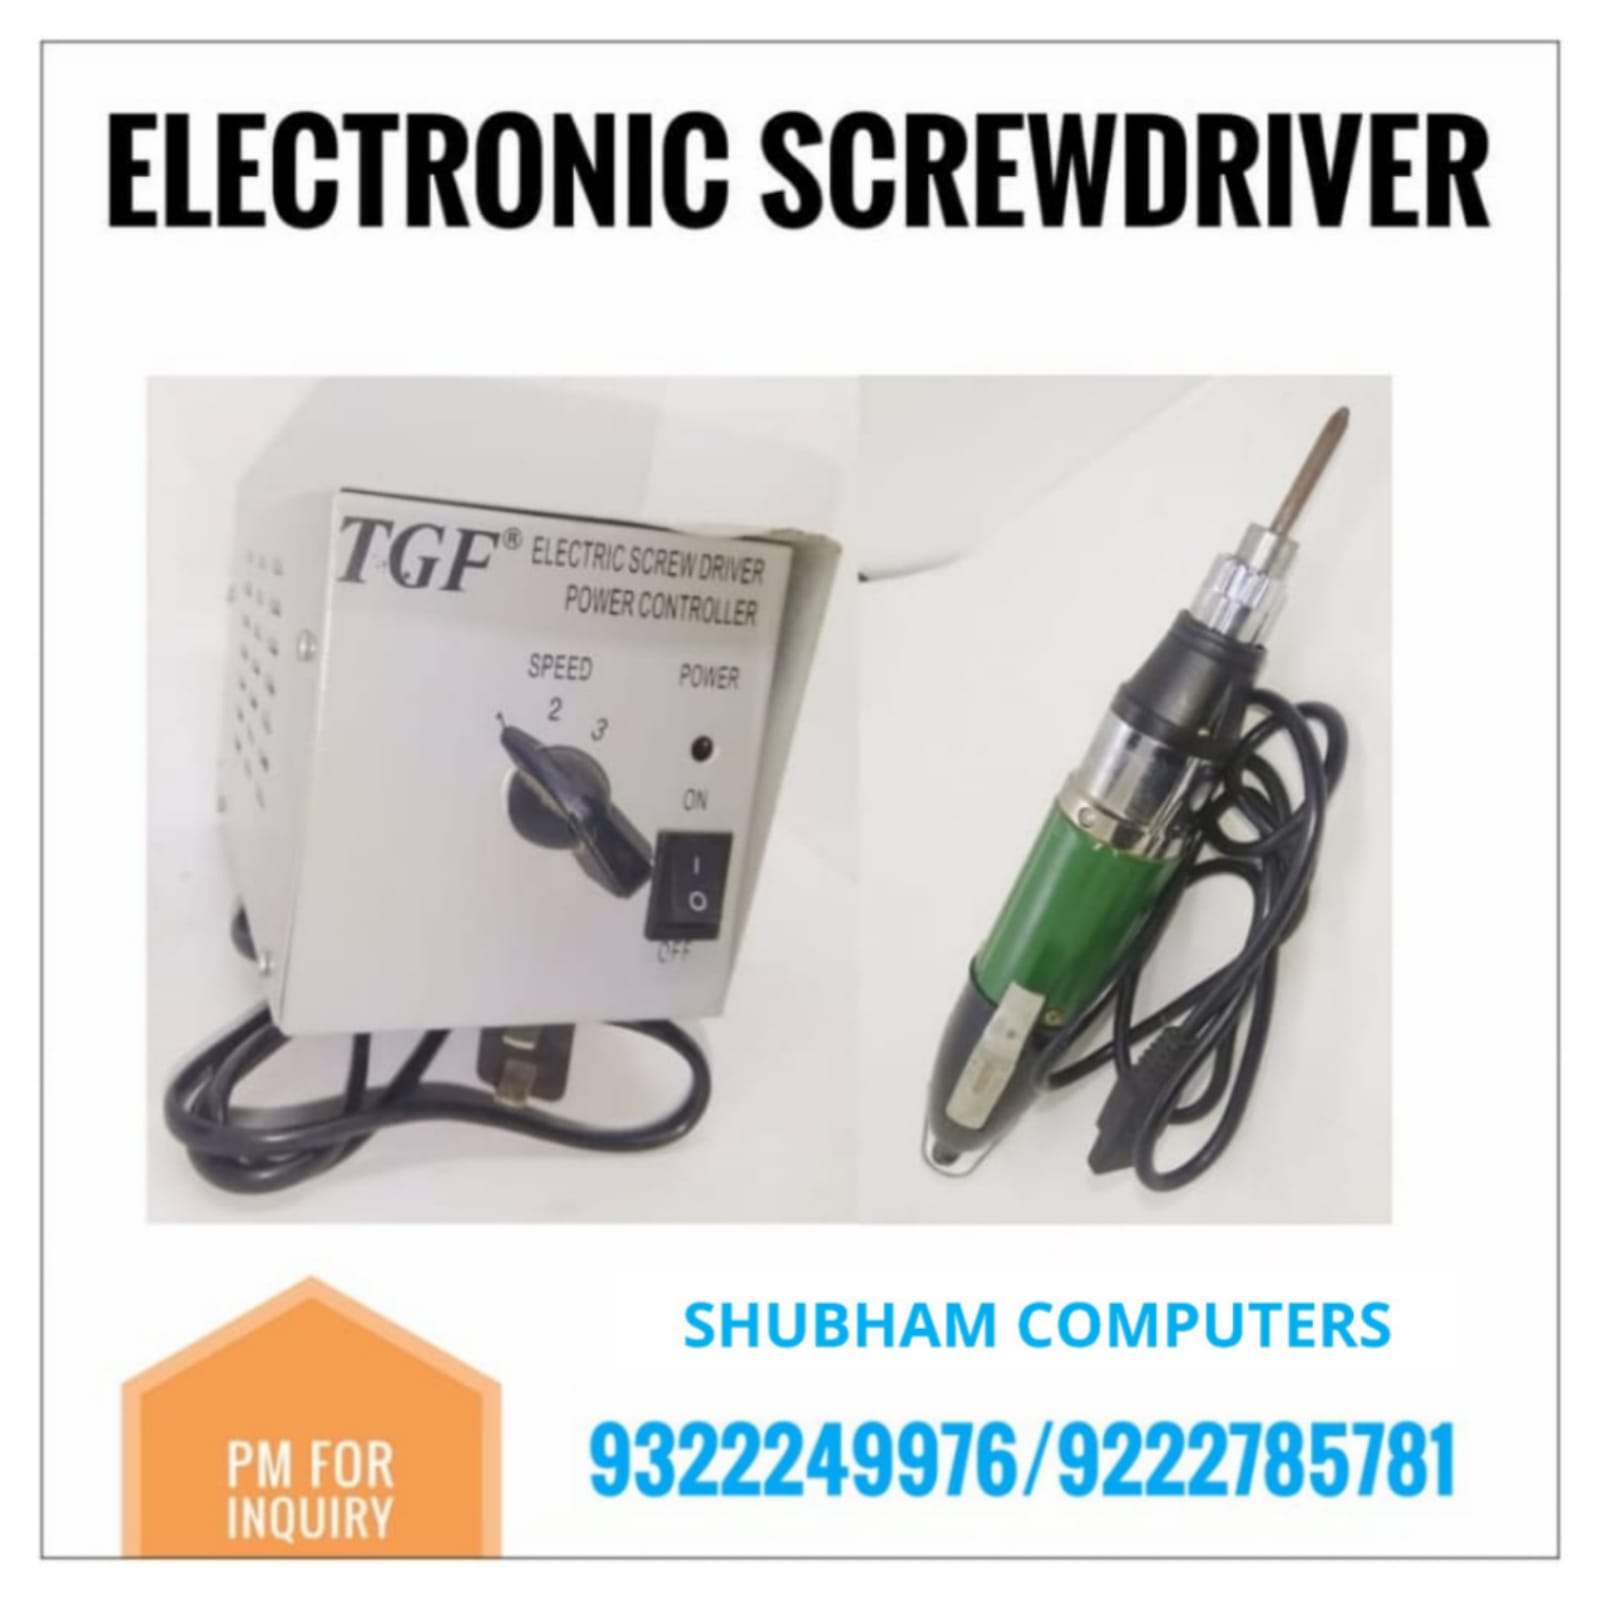 ELECTRONIC SCREWDRIVER
TGF® ELECTRIC SCREW DRIVER
POWER CONTROLLER
SPEED
POWER
1 2 3
ON
I
O
OFF
SHUBHAM COMPUTERS
9322249976/9222785781
PM FOR
INQUIRY